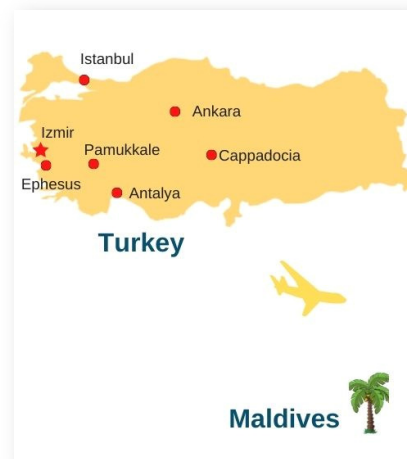 Istanbul
Ankara
Izmir
Pamukkale
Cappadocia
Ephesus
Antalya
Turkey
Maldives